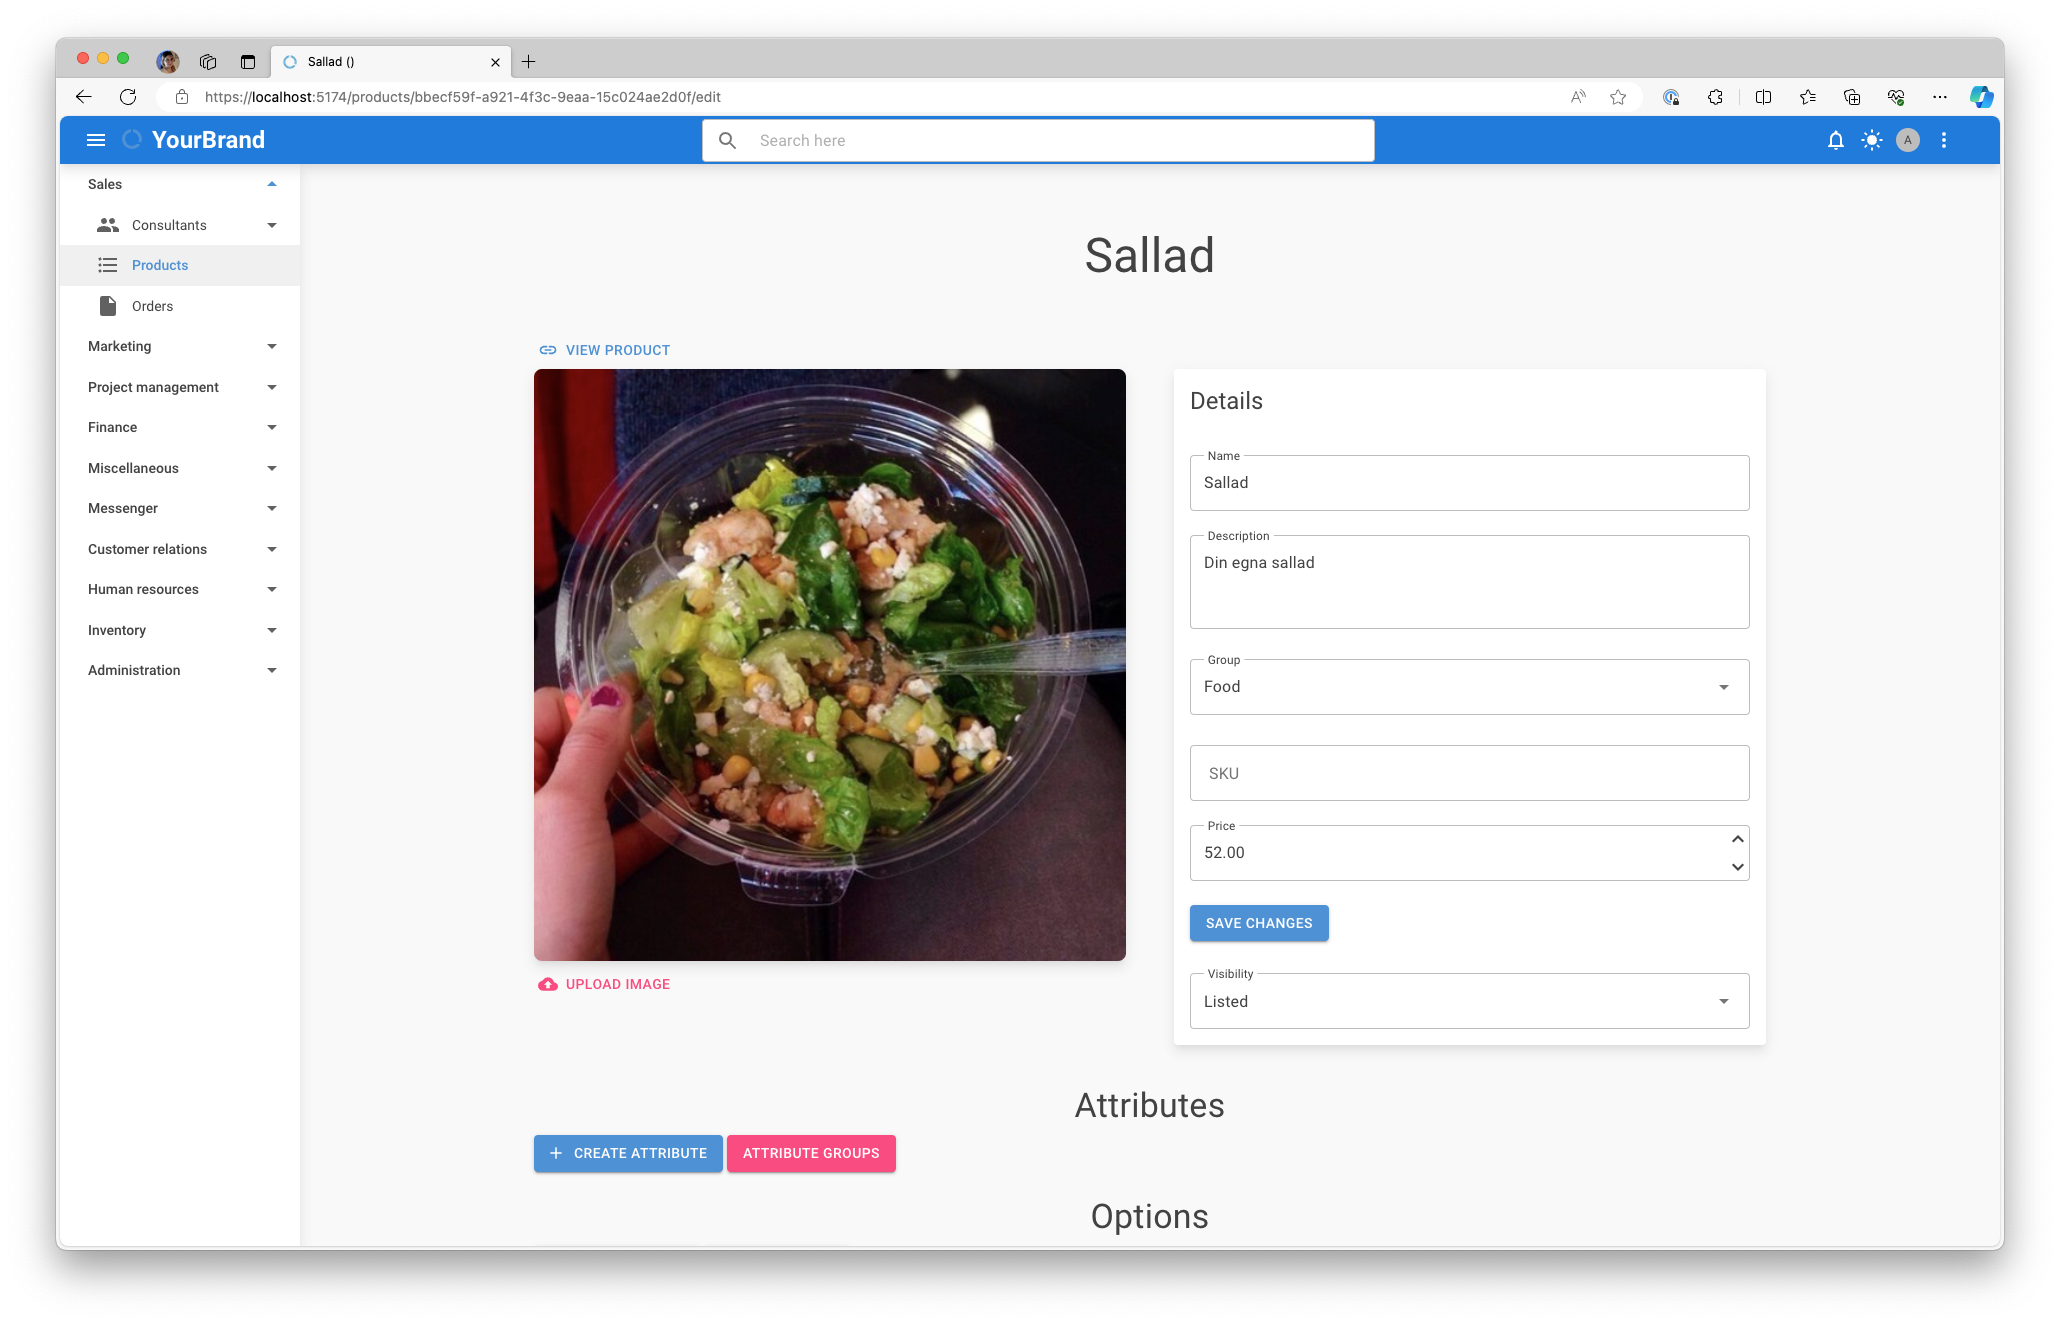 Sallad ()
https://localhost:5174/products/bbecf59f-a921-4f3c-9eaa-15c024ae2d0f/edit
YourBrand
Search here
A
Sales
Consultants
Products
Orders
Marketing
Project management
Finance
Miscellaneous
Messenger
Customer relations
Human resources
Inventory
Administration
Sallad
VIEW PRODUCT
UPLOAD IMAGE
Details
Name
Sallad
Description
Din egna sallad
Group
Food
SKU
Price
52.00
SAVE CHANGES
Visibility
Listed
Attributes
CREATE ATTRIBUTE
ATTRIBUTE GROUPS
Options